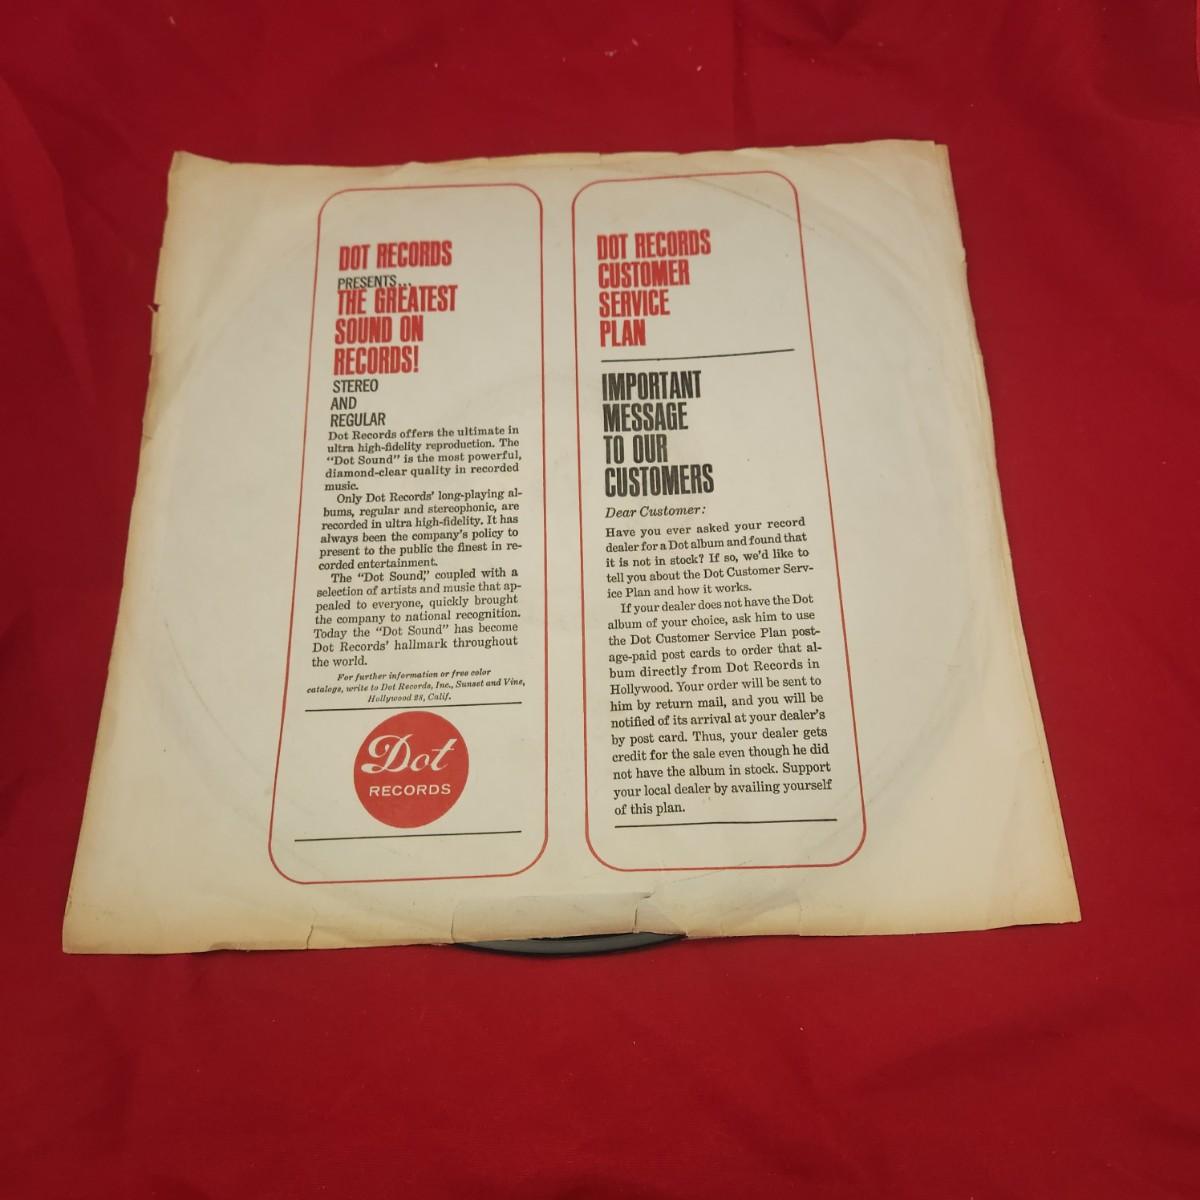 DOT RECORDS
PRESENTS...
THE GREATEST
SOUND ON
RECORDS!
STEREO
AND
REGULAR
Dot Records offers the ultimate in
ultra high-fidelity reproduction. The
"Dot Sound" is the most powerful,
diamond-clear quality in recorded
music.
Only Dot Records' long-playing al-
bums, regular and stereophonic, are
recorded in ultra high-fidelity. It has
always been the company's policy to
present to the public the finest in re-
corded entertainment.
The "Dot Sound," coupled with a
selection of artists and music that ap-
pealed to everyone, quickly brought
the company to national recognition.
Today the "Dot Sound" has become
Dot Records' hallmark throughout
the world.
For further information or free color
catalogs, write to Dot Records, Inc., Sunset and Vine,
Hollywood 28, Calif.
Dot
RECORDS
DOT RECORDS
CUSTOMER
SERVICE
PLAN
IMPORTANT
MESSAGE
TO OUR
CUSTOMERS
Dear Customer:
Have you ever asked your record
dealer for a Dot album and found that
it is not in stock? If so, we'd like to
tell you about the Dot Customer Serv-
ice Plan and how it works.
If your dealer does not have the Dot
album of your choice, ask him to use
the Dot Customer Service Plan post-
age-paid post cards to order that al-
bum directly from Dot Records in
Hollywood. Your order will be sent to
him by return mail, and you will be
notified of its arrival at your dealer's
by post card. Thus, your dealer gets
credit for the sale even though he did
not have the album in stock. Support
your local dealer by availing yourself
of this plan.